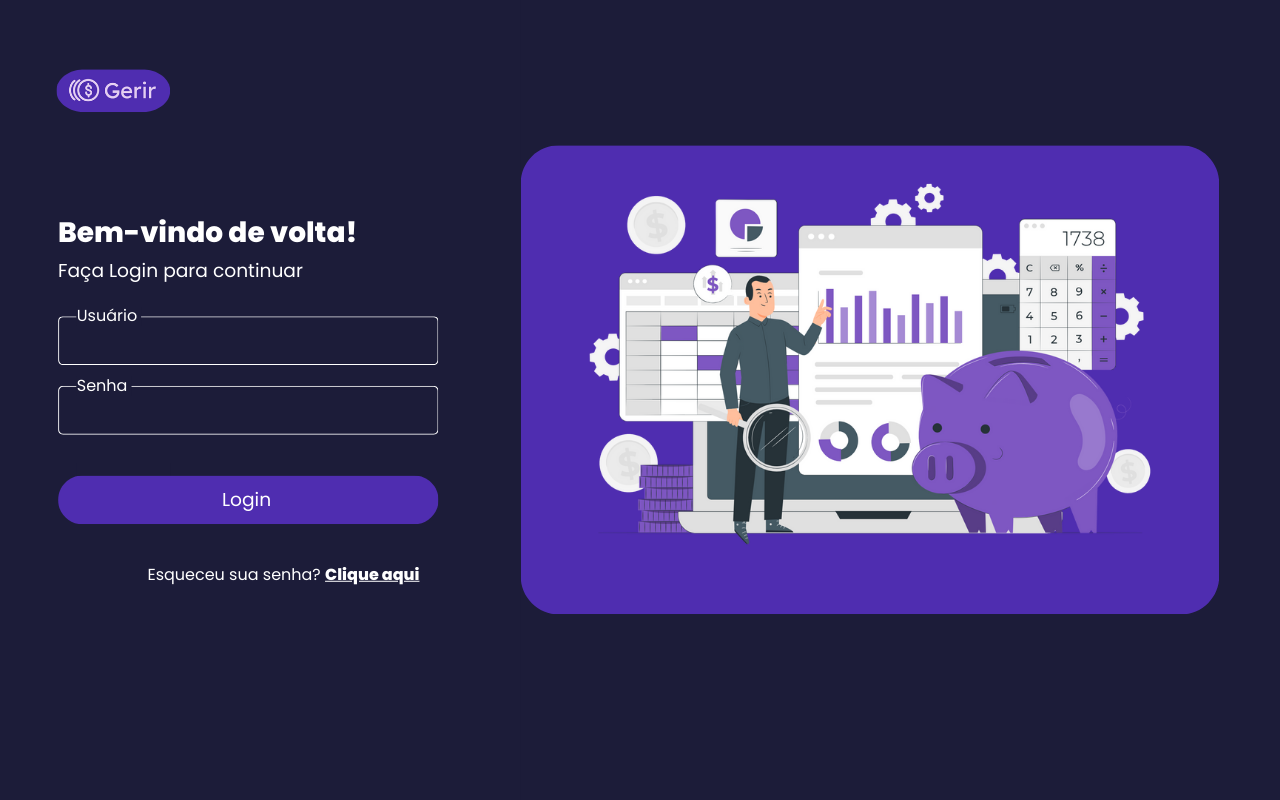 Gerir
Bem-vindo de volta!
Faça Login para continuar
Usuário
Senha
Login
Esqueceu sua senha? Clique aqui
$
$
1738
C ⌫ % ÷
7 8 9 ×
4 5 6 −
1 2 3 +
, =
$
$